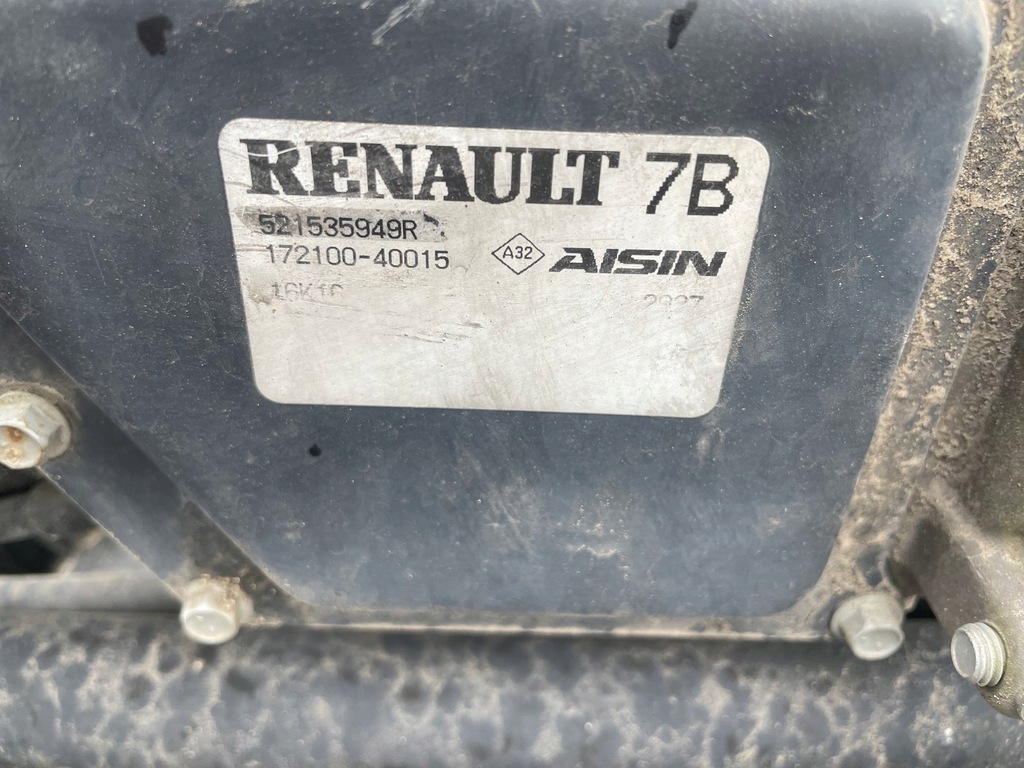 RENAULT 7B
521535949R
172100-40015 A32 AISIN